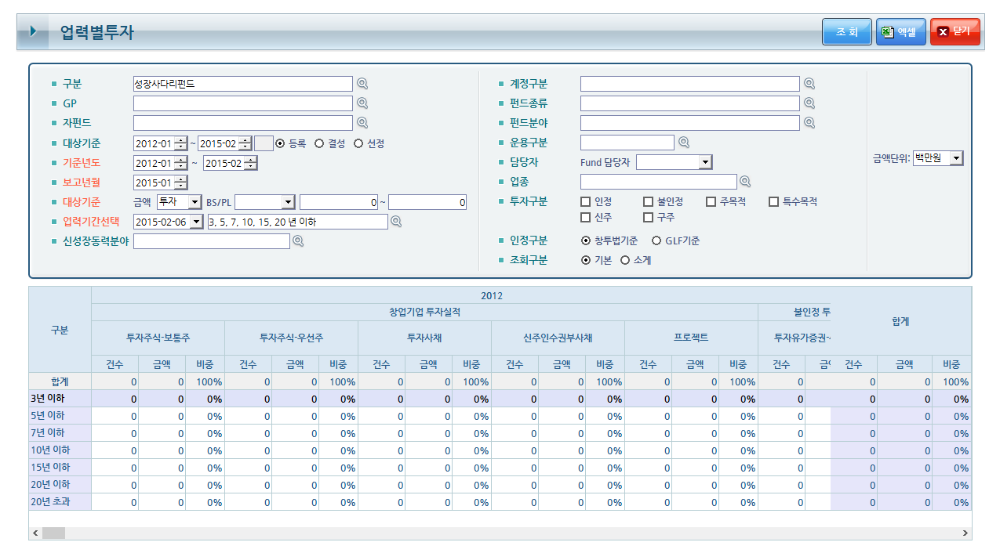 업력별투자
조 회
엑셀
닫기
구분 성장사다리펀드
GP
자펀드
대상기준 2012-01 ~ 2015-02 등록 결성 선정
기준년도 2012-01 ~ 2015-02
보고년월 2015-01
대상기준 금액 투자 BS/PL 0 ~ 0
업력기간선택 2015-02-06 3, 5, 7, 10, 15, 20 년 이하
신성장동력분야
계정구분
펀드종류
펀드분야
운용구분
담당자 Fund 담당자
업종
투자구분 인정 불인정 주목적 특수목적
신주 구주
인정구분 창투법기준 GLF기준
조회구분 기본 소계
금액단위: 백만원
구분 2012 합계
창업기업 투자실적 불인정 투
투자주식-보통주 투자주식-우선주 투자사채 신주인수권부사채 프로젝트 투자유가증권-
건수 금액 비중 건수 금액 비중 건수 금액 비중 건수 금액 비중 건수 금액 비중 건수 금 건수 금액 비중
합계 0 0 100% 0 0 100% 0 0 100% 0 0 100% 0 0 100% 0 0 0 100%
3년 이하 0 0 0% 0 0 0% 0 0 0% 0 0 0% 0 0 0% 0 0 0 0%
5년 이하 0 0 0% 0 0 0% 0 0 0% 0 0 0% 0 0 0% 0 0 0 0%
7년 이하 0 0 0% 0 0 0% 0 0 0% 0 0 0% 0 0 0% 0 0 0 0%
10년 이하 0 0 0% 0 0 0% 0 0 0% 0 0 0% 0 0 0% 0 0 0 0%
15년 이하 0 0 0% 0 0 0% 0 0 0% 0 0 0% 0 0 0% 0 0 0 0%
20년 이하 0 0 0% 0 0 0% 0 0 0% 0 0 0% 0 0 0% 0 0 0 0%
20년 초과 0 0 0% 0 0 0% 0 0 0% 0 0 0% 0 0 0% 0 0 0 0%